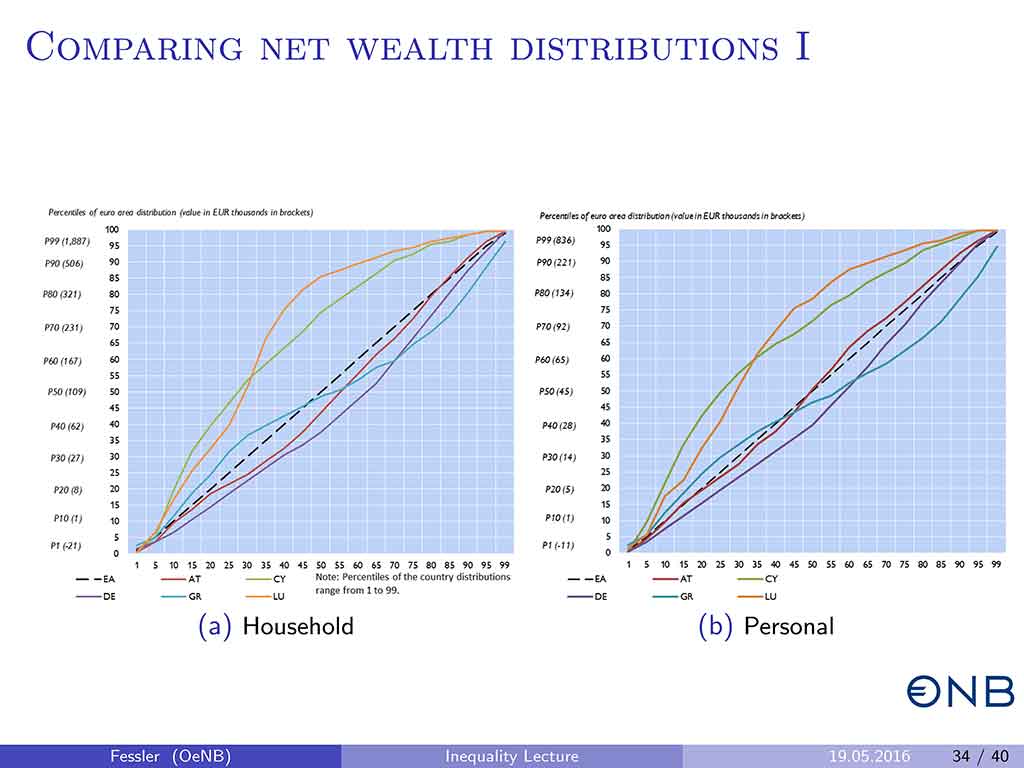 Comparing net wealth distributions I
Percentiles of euro area distribution (value in EUR thousands in brackets)
P99 (1,887)
P90 (506)
P80 (321)
P70 (231)
P60 (167)
P50 (109)
P40 (62)
P30 (27)
P20 (8)
P10 (1)
P1 (-21)
100
95
90
85
80
75
70
65
60
55
50
45
40
35
30
25
20
15
10
5
0
1 5 10 15 20 25 30 35 40 45 50 55 60 65 70 75 80 85 90 95 99
EA AT CY
DE GR LU
Note: Percentiles of the country distributions
range from 1 to 99.
(a) Household
Percentiles of euro area distribution (value in EUR thousands in brackets)
P99 (836)
P90 (221)
P80 (134)
P70 (92)
P60 (65)
P50 (45)
P40 (28)
P30 (14)
P20 (5)
P10 (1)
P1 (-11)
100
95
90
85
80
75
70
65
60
55
50
45
40
35
30
25
20
15
10
5
0
1 5 10 15 20 25 30 35 40 45 50 55 60 65 70 75 80 85 90 95 99
EA AT CY
DE GR LU
(b) Personal
ONB
Fessler (OeNB) Inequality Lecture 19.05.2016 34 / 40